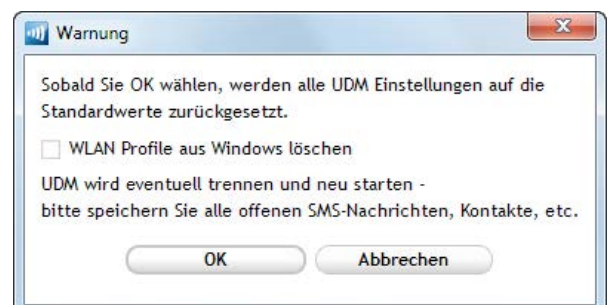 Warnung
Sobald Sie OK wählen, werden alle UDM Einstellungen auf die
Standardwerte zurückgesetzt.
WLAN Profile aus Windows löschen
UDM wird eventuell trennen und neu starten -
bitte speichern Sie alle offenen SMS-Nachrichten, Kontakte, etc.
OK
Abbrechen